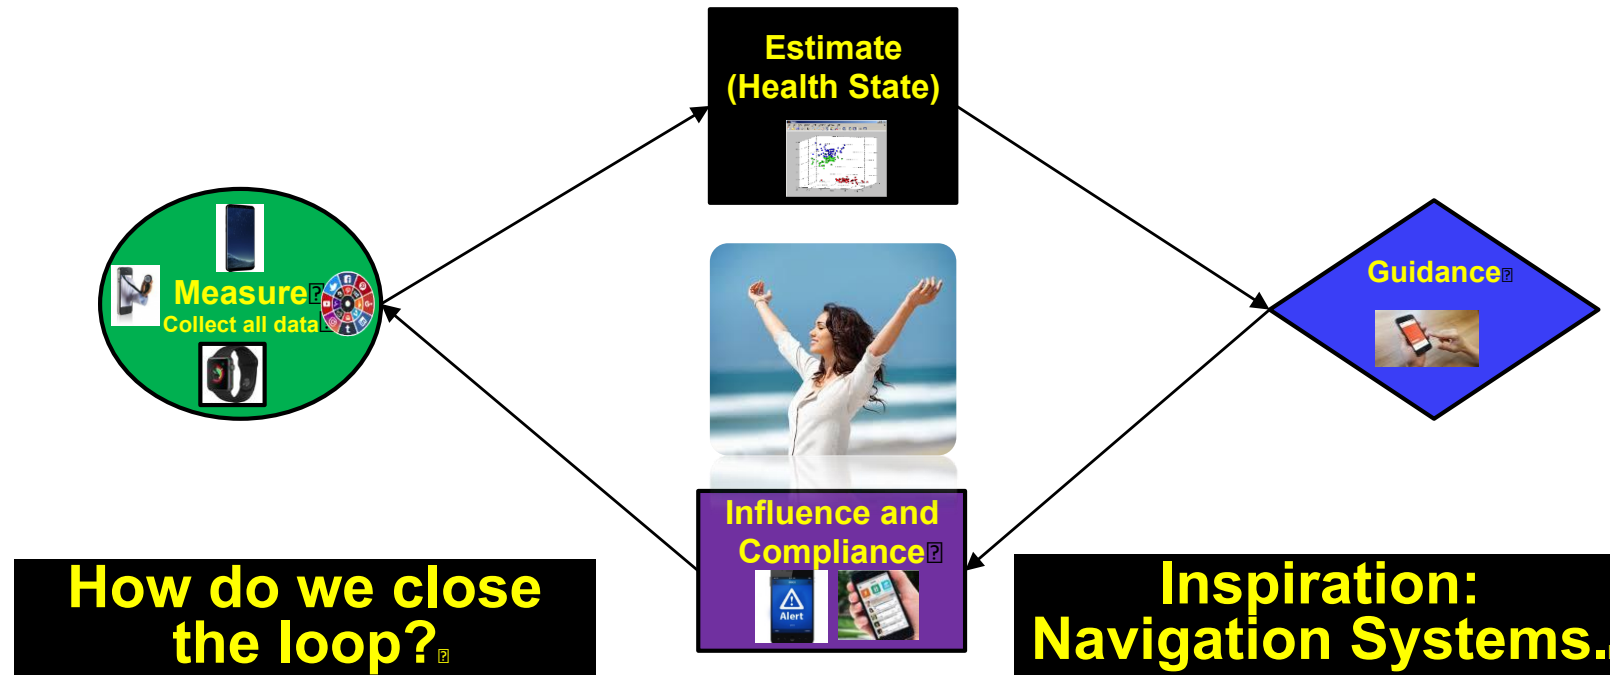 Estimate
(Health State)
Measure
Collect all data
Guidance
Influence and
Compliance
Alert
How do we close
the loop?
Inspiration:
Navigation Systems.